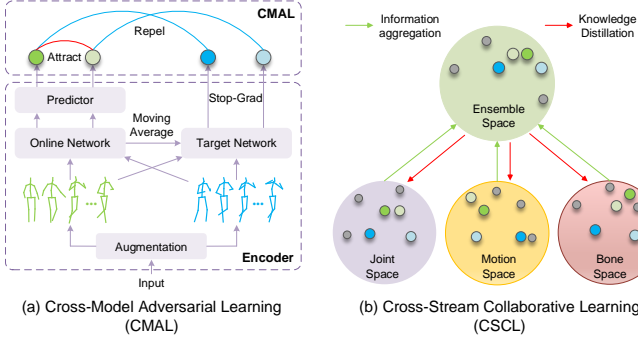 CMAL
Repel
Attract
Predictor
Stop-Grad
Moving
Average
Online Network
Target Network
Augmentation
Encoder
Input
(a) Cross-Model Adversarial Learning
(CMAL)
Information
aggregation
Knowledge
Distillation
Ensemble
Space
Joint
Space
Motion
Space
Bone
Space
(b) Cross-Stream Collaborative Learning
(CSCL)